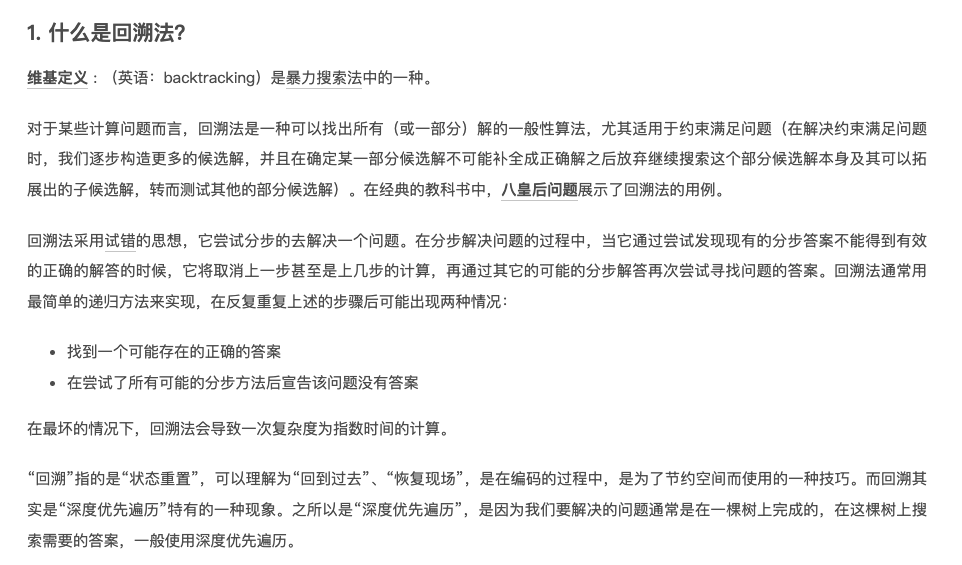 1. 什么是回溯法?
维基定义：（英语：backtracking）是暴力搜索法中的一种。
对于某些计算问题而言，回溯法是一种可以找出所有（或一部分）解的一般性算法，尤其适用于约束满足问题（在解决约束满足问题
时，我们逐步构造更多的候选解，并且在确定某一部分候选解不可能补全成正确解之后放弃继续搜索这个部分候选解本身及其可以拓
展出的子候选解，转而测试其他的部分候选解）。在经典的教科书中，八皇后问题展示了回溯法的用例。
回溯法采用试错的思想，它尝试分步的去解决一个问题。在分步解决问题的过程中，当它通过尝试发现现有的分步答案不能得到有效
的正确的解答的时候，它将取消上一步甚至是上几步的计算，再通过其它的可能的分步解答再次尝试寻找问题的答案。回溯法通常用
最简单的递归方法来实现，在反复重复上述的步骤后可能出现两种情况：
• 找到一个可能存在的正确的答案
• 在尝试了所有可能的分步方法后宣告该问题没有答案
在最坏的情况下，回溯法会导致一次复杂度为指数时间的计算。
“回溯”指的是“状态重置”，可以理解为“回到过去”、“恢复现场”，是在编码的过程中，是为了节约空间而使用的一种技巧。而回溯其
实是“深度优先遍历”特有的一种现象。之所以是“深度优先遍历”，是因为我们要解决的问题通常是在一棵树上完成的，在这棵树上搜
索需要的答案，一般使用深度优先遍历。